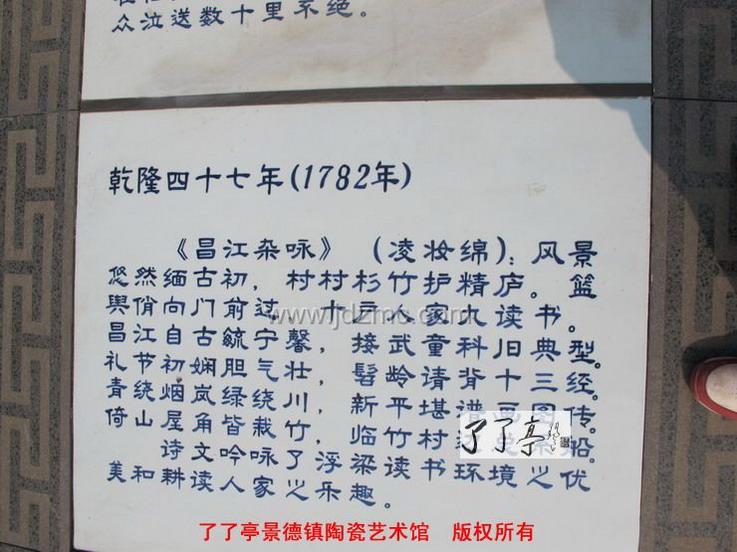 众泣送数十里不绝。
乾隆四十七年(1782年)
《昌江杂咏》(凌妆绵):风景
悠然缅古初,村村杉竹护精庐。篮
舆俏向门前过,十之人家九读书。
昌江自古毓宁馨,接武童科旧典型。
礼节初娴胆气壮,髫龄请背十三经。
青绕烟岚绿绕川,新平堪谱画图传。
倚山屋角皆栽竹,临竹村
船。
诗文吟咏了浮梁读书环境之优
美和耕读人家之乐趣。
www.jdzmc.com
了了亭
了了亭景德镇陶瓷艺术馆 版权所有